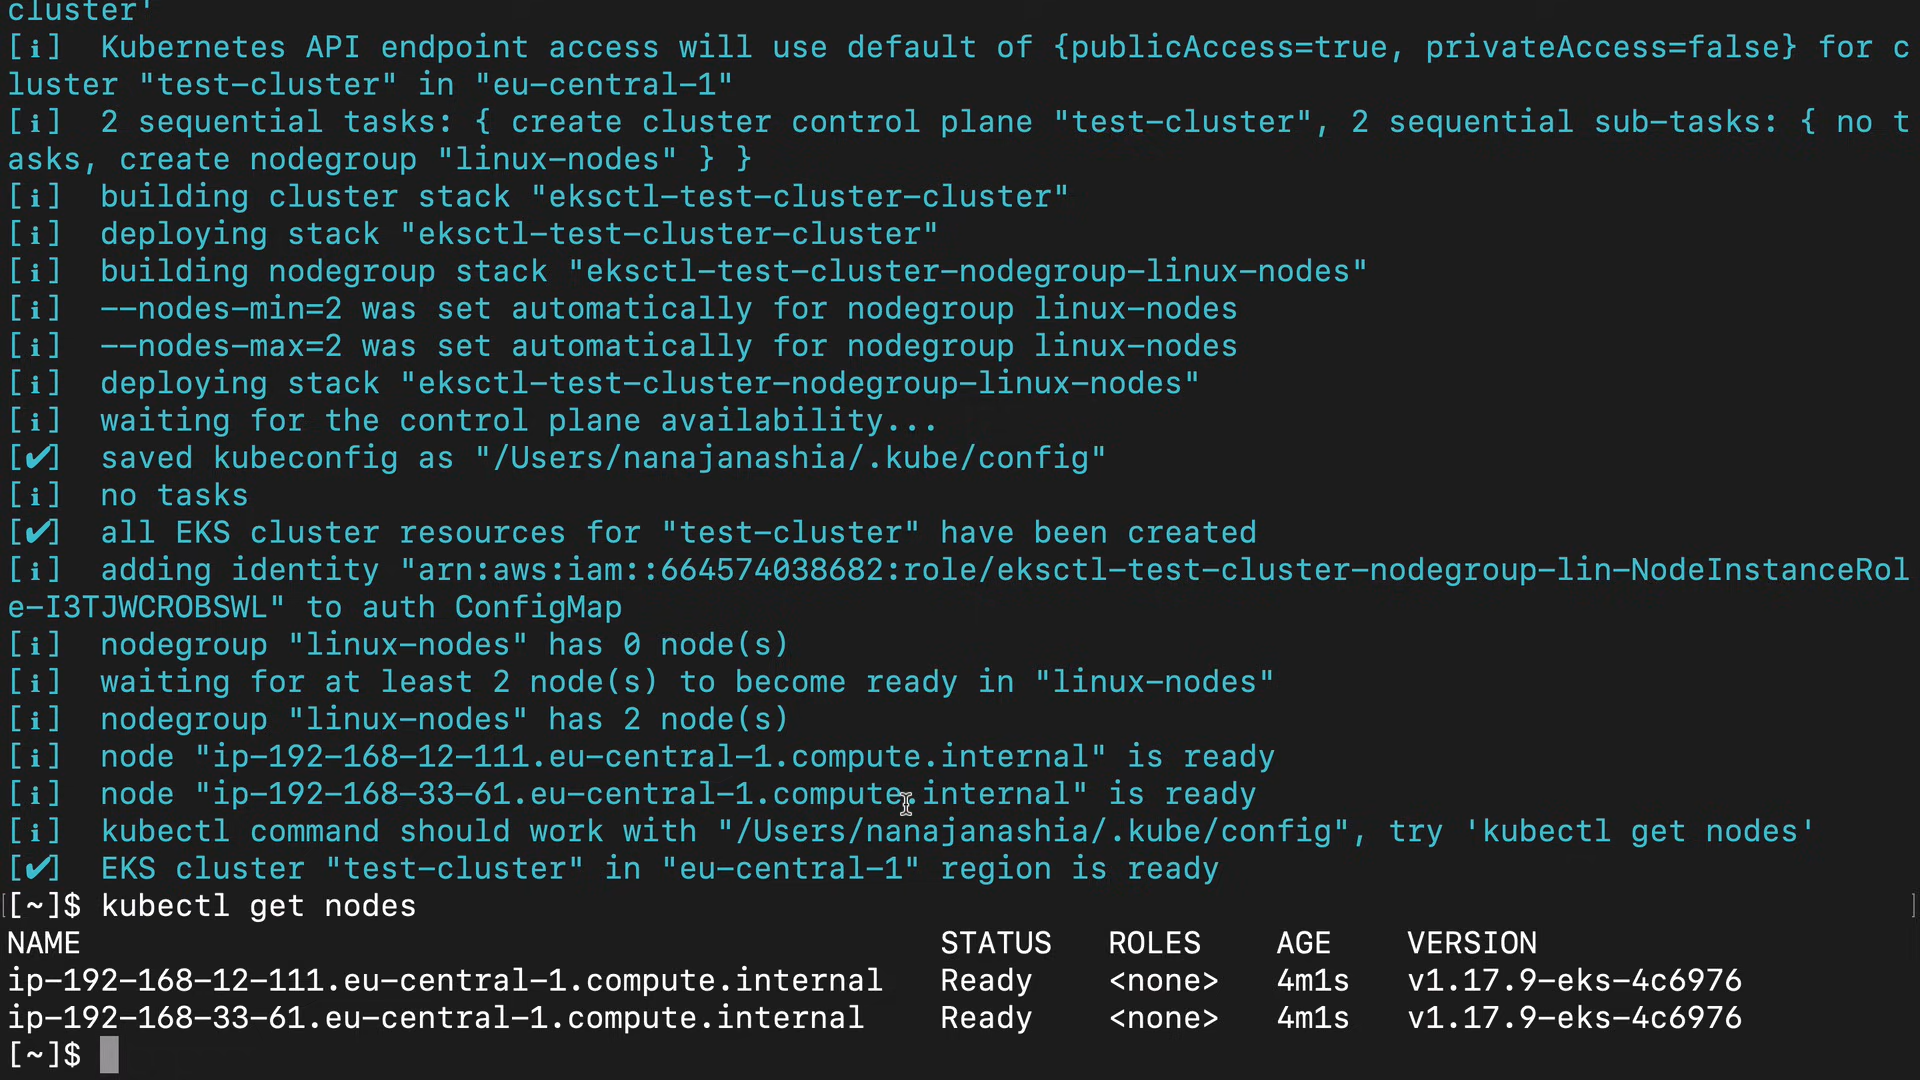 cluster'
[ℹ]  Kubernetes API endpoint access will use default of {publicAccess=true, privateAccess=false} for c
luster "test-cluster" in "eu-central-1"
[ℹ]  2 sequential tasks: { create cluster control plane "test-cluster", 2 sequential sub-tasks: { no t
asks, create nodegroup "linux-nodes" } }
[ℹ]  building cluster stack "eksctl-test-cluster-cluster"
[ℹ]  deploying stack "eksctl-test-cluster-cluster"
[ℹ]  building nodegroup stack "eksctl-test-cluster-nodegroup-linux-nodes"
[ℹ]  --nodes-min=2 was set automatically for nodegroup linux-nodes
[ℹ]  --nodes-max=2 was set automatically for nodegroup linux-nodes
[ℹ]  deploying stack "eksctl-test-cluster-nodegroup-linux-nodes"
[ℹ]  waiting for the control plane availability...
[✔]  saved kubeconfig as "/Users/nanajanashia/.kube/config"
[ℹ]  no tasks
[✔]  all EKS cluster resources for "test-cluster" have been created
[ℹ]  adding identity "arn:aws:iam::664574038682:role/eksctl-test-cluster-nodegroup-lin-NodeInstanceRol
e-I3TJWCROBSWL" to auth ConfigMap
[ℹ]  nodegroup "linux-nodes" has 0 node(s)
[ℹ]  waiting for at least 2 node(s) to become ready in "linux-nodes"
[ℹ]  nodegroup "linux-nodes" has 2 node(s)
[ℹ]  node "ip-192-168-12-111.eu-central-1.compute.internal" is ready
[ℹ]  node "ip-192-168-33-61.eu-central-1.compute.internal" is ready
[ℹ]  kubectl command should work with "/Users/nanajanashia/.kube/config", try 'kubectl get nodes'
[✔]  EKS cluster "test-cluster" in "eu-central-1" region is ready
[~]$ kubectl get nodes
NAME                                              STATUS   ROLES    AGE    VERSION
ip-192-168-12-111.eu-central-1.compute.internal   Ready    <none>   4m1s   v1.17.9-eks-4c6976
ip-192-168-33-61.eu-central-1.compute.internal    Ready    <none>   4m1s   v1.17.9-eks-4c6976
[~]$